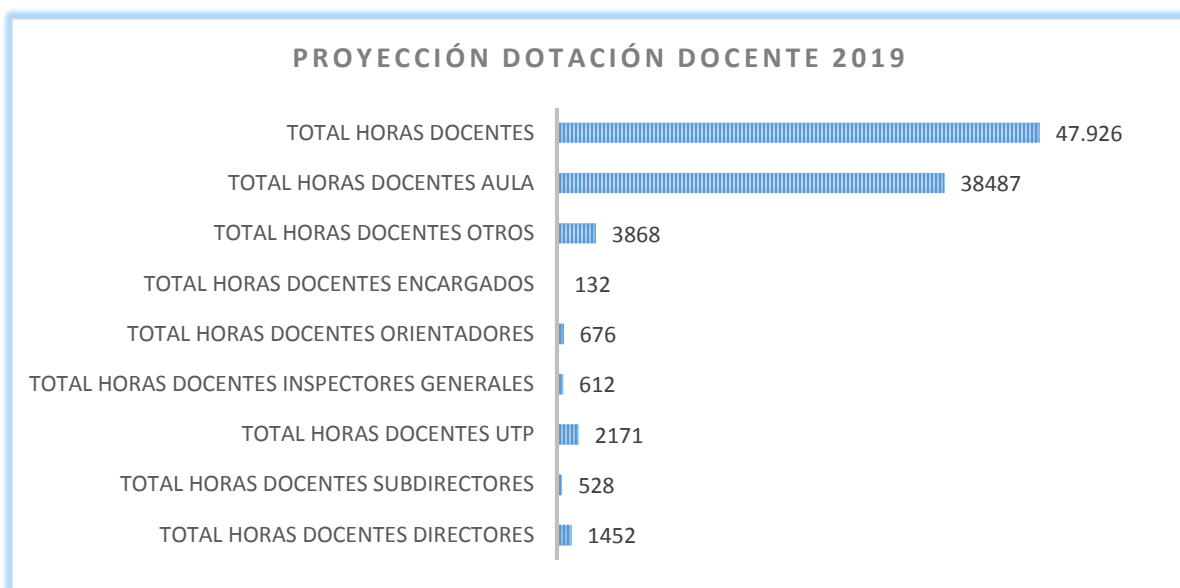 PROYECCIÓN DOTACIÓN DOCENTE 2019
TOTAL HORAS DOCENTES 47.926
TOTAL HORAS DOCENTES AULA 38487
TOTAL HORAS DOCENTES OTROS 3868
TOTAL HORAS DOCENTES ENCARGADOS 132
TOTAL HORAS DOCENTES ORIENTADORES 676
TOTAL HORAS DOCENTES INSPECTORES GENERALES 612
TOTAL HORAS DOCENTES UTP 2171
TOTAL HORAS DOCENTES SUBDIRECTORES 528
TOTAL HORAS DOCENTES DIRECTORES 1452